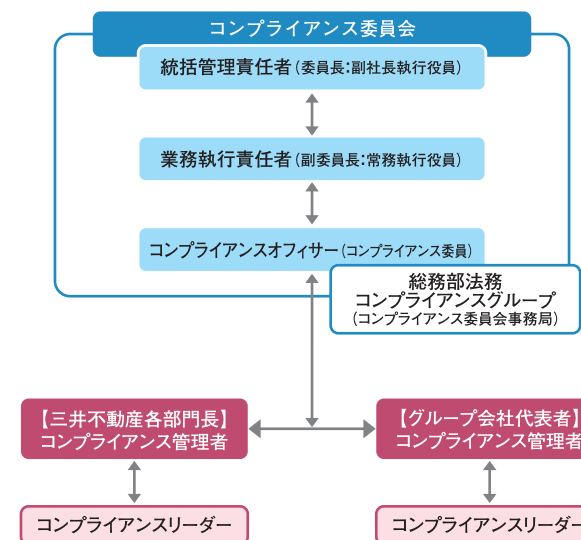 コンプライアンス委員会
統括管理責任者(委員長:副社長執行役員)
業務執行責任者(副委員長:常務執行役員)
コンプライアンスオフィサー(コンプライアンス委員)
総務部法務
コンプライアンスグループ
(コンプライアンス委員会事務局)
【三井不動産各部門長】
コンプライアンス管理者
【グループ会社代表者】
コンプライアンス管理者
コンプライアンスリーダー
コンプライアンスリーダー